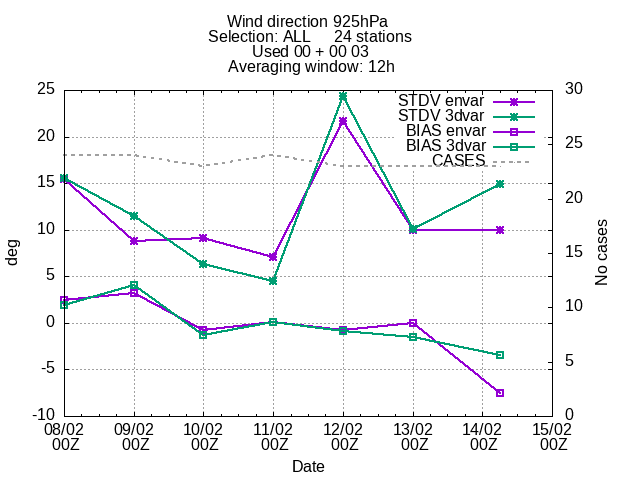 Wind direction 925hPa
Selection: ALL 24 stations
Used 00 + 00 03
Averaging window: 12h
25
20
15
10
5
0
-5
-10
deg
30
25
20
15
10
5
0
No cases
STDV envar
STDV 3dvar
BIAS envar
BIAS 3dvar
CASES
08/02 09/02 10/02 11/02 12/02 13/02 14/02 15/02
00Z 00Z 00Z 00Z 00Z 00Z 00Z 00Z
Date